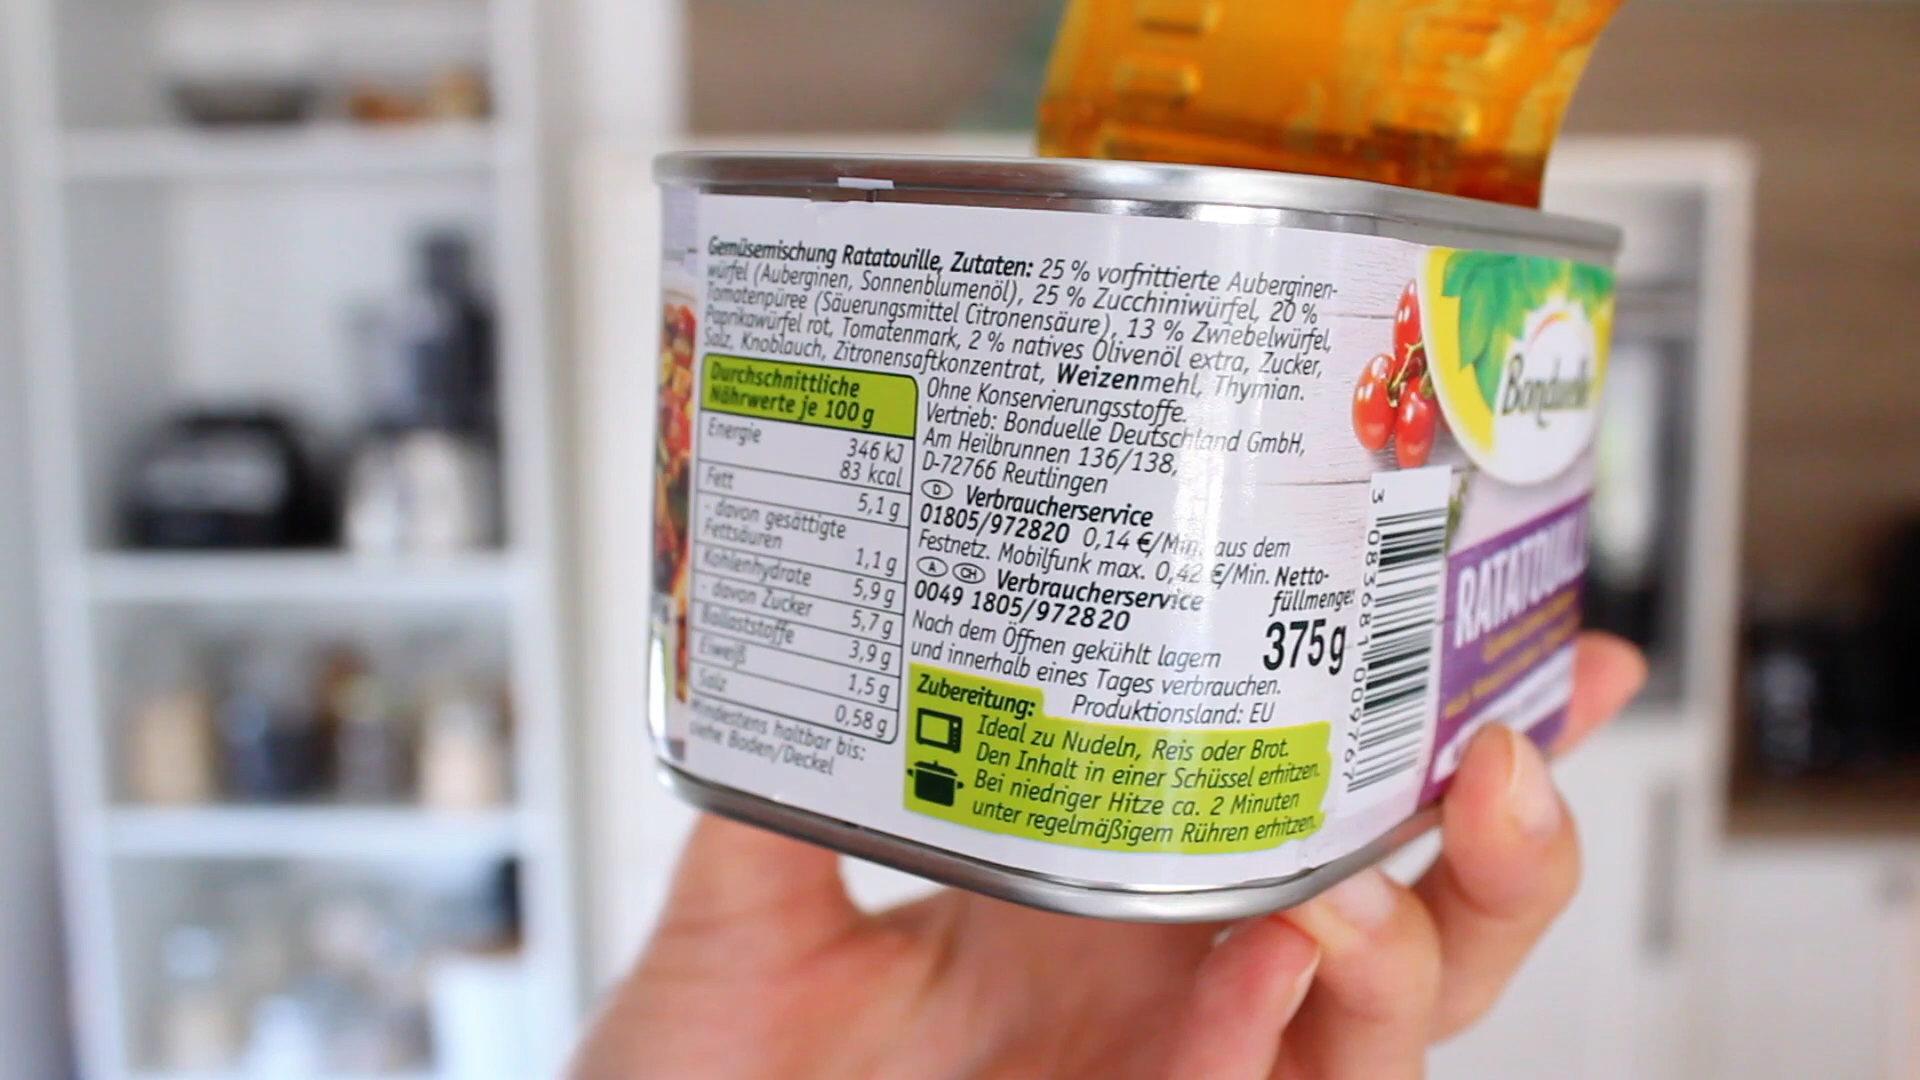 Gemüsemischung Ratatouille, Zutaten: 25 % vorfrittierte Auberginen-
würfel (Auberginen, Sonnenblumenöl), 25 % Zucchiniwürfel, 20 %
Tomatenpüree (Säuerungsmittel Citronensäure), 13 % Zwiebelwürfel,
Paprikawürfel rot, Tomatenmark, 2 % natives Olivenöl extra, Zucker,
Salz, Knoblauch, Zitronensaftkonzentrat, Weizenmehl, Thymian.
Durchschnittliche
Nährwerte je 100 g
Energie
346 kJ
83 kcal
Fett
5,1 g
- davon gesättigte
Fettsäuren
1,1 g
Kohlenhydrate
5,9 g
- davon Zucker
5,7 g
Ballaststoffe
3,9 g
Eiweiß
1,5 g
Salz
0,58 g
Mindestens haltbar bis:
siehe Boden/Deckel
Ohne Konservierungsstoffe.
Vertrieb: Bonduelle Deutschland GmbH,
Am Heilbrunnen 136/138,
D-72766 Reutlingen
D Verbraucherservice
01805/972820 0,14 €/Min. aus dem
Festnetz. Mobilfunk max. 0,42 €/Min.
A CH Verbraucherservice
0049 1805/972820
Nach dem Öffnen gekühlt lagern
und innerhalb eines Tages verbrauchen.
Produktionsland: EU
Netto-
füllmenge:
375g
Zubereitung:
Ideal zu Nudeln, Reis oder Brot.
Den Inhalt in einer Schüssel erhitzen.
Bei niedriger Hitze ca. 2 Minuten
unter regelmäßigem Rühren erhitzen.
3 083681 009767
Bonduelle
RATATOUILL